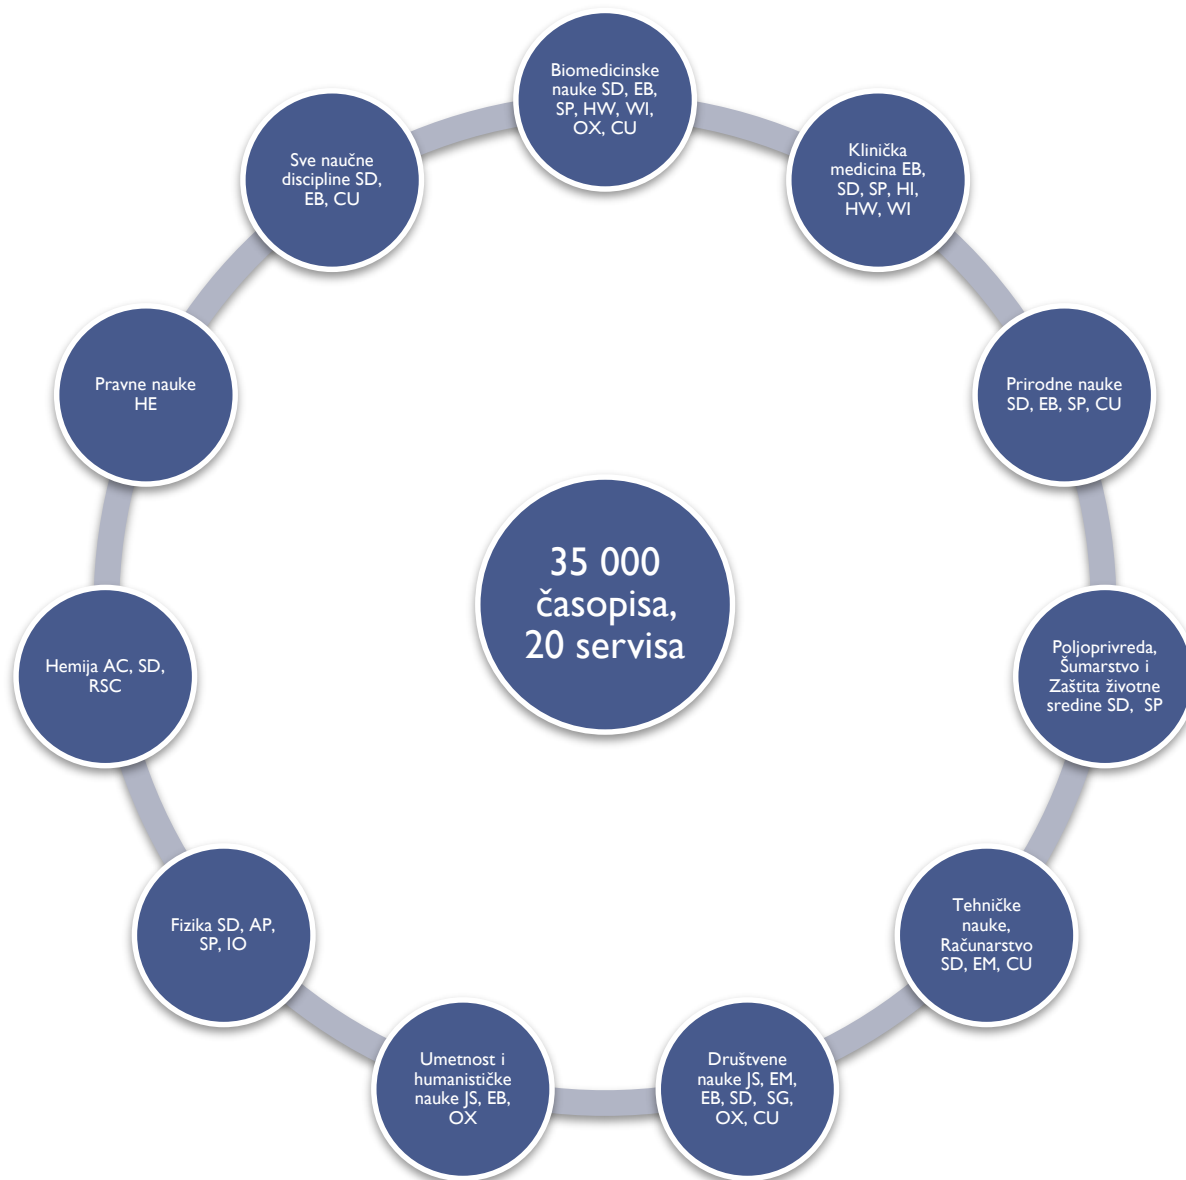 Biomedicinske
nauke SD, EB,
SP, HW, WI,
OX, CU
Klinička
medicina EB,
SD, SP, HI,
HW, WI
Prirodne nauke
SD, EB, SP, CU
Poljoprivreda,
Šumarstvo i
Zaštita životne
sredine SD, SP
Tehničke
nauke,
Računarstvo
SD, EM, CU
Društvene
nauke JS, EM,
EB, SD, SG,
OX, CU
Umetnost i
humanističke
nauke JS, EB,
OX
Fizika SD, AP,
SP, IO
Hemija AC, SD,
RSC
Pravne nauke
HE
Sve naučne
discipline SD,
EB, CU
35 000
časopisa,
20 servisa